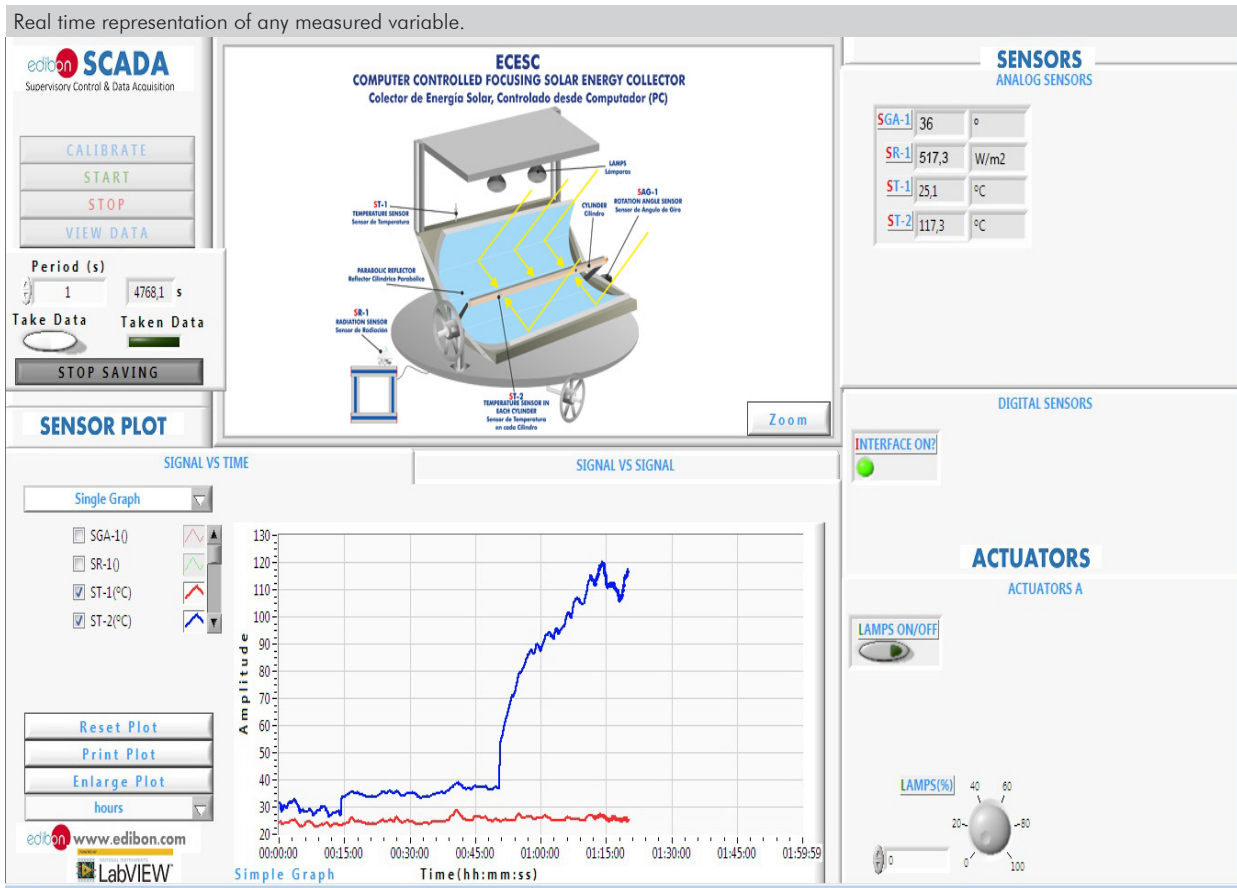 Real time representation of any measured variable.
edibon SCADA
Supervisory Control & Data Acquisition
CALIBRATE
START
STOP
VIEW DATA
Period (s)
1
4768,1 s
Take Data
Taken Data
STOP SAVING
ECESC
COMPUTER CONTROLLED FOCUSING SOLAR ENERGY COLLECTOR
Colector de Energía Solar, Controlado desde Computador (PC)
LAMPS
Lámparas
ST-1
TEMPERATURE SENSOR
Sensor de Temperatura
SAG-1
ROTATION ANGLE SENSOR
Sensor de Angulo de Giro
CYLINDER
Cilindro
PARABOLIC REFLECTOR
Reflector Cilíndrico Parabólico
SR-1
RADIATION SENSOR
Sensor de Radiación
ST-2
TEMPERATURE SENSOR IN
EACH CYLINDER
Sensor de Temperatura
en cada Cilindro
Zoom
SENSORS
ANALOG SENSORS
SGA-1 36 º
SR-1 517,3 W/m2
ST-1 25,1 ºC
ST-2 117,3 ºC
DIGITAL SENSORS
INTERFACE ON?
ACTUATORS
ACTUATORS A
LAMPS ON/OFF
LAMPS(%)
0
20
40
60
80
100
0
SENSOR PLOT
SIGNAL VS TIME
SIGNAL VS SIGNAL
Single Graph
SGA-1()
SR-1()
ST-1(ºC)
ST-2(ºC)
Reset Plot
Print Plot
Enlarge Plot
hours
edibon www.edibon.com
NATIONAL INSTRUMENTS
LabVIEW
Amplitude
130
120
110
100
90
80
70
60
50
40
30
20
00:00:00 00:15:00 00:30:00 00:45:00 01:00:00 01:15:00 01:30:00 01:45:00 01:59:59
Simple Graph
Time(hh:mm:ss)